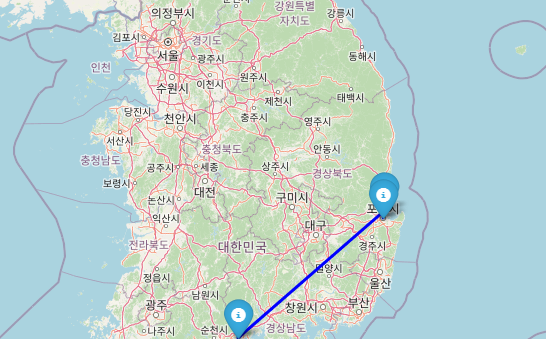 의정부시
강원특별
자치도
강릉시
김포시
서울
경기도
광주시
동해시
인천
수원시
이천시
원주시
제천시
태백시
당진시
천안시
충주시
영주시
서산시
충청북도
안동시
충청남도
공주시
세종
상주시
경상북도
보령시
대전
논산시
구미시
익산시
대구
전라북도
대한민국
경주시
정읍시
밀양시
울산
남원시
광주
창원시
부산
나주시
순천시
경상남도